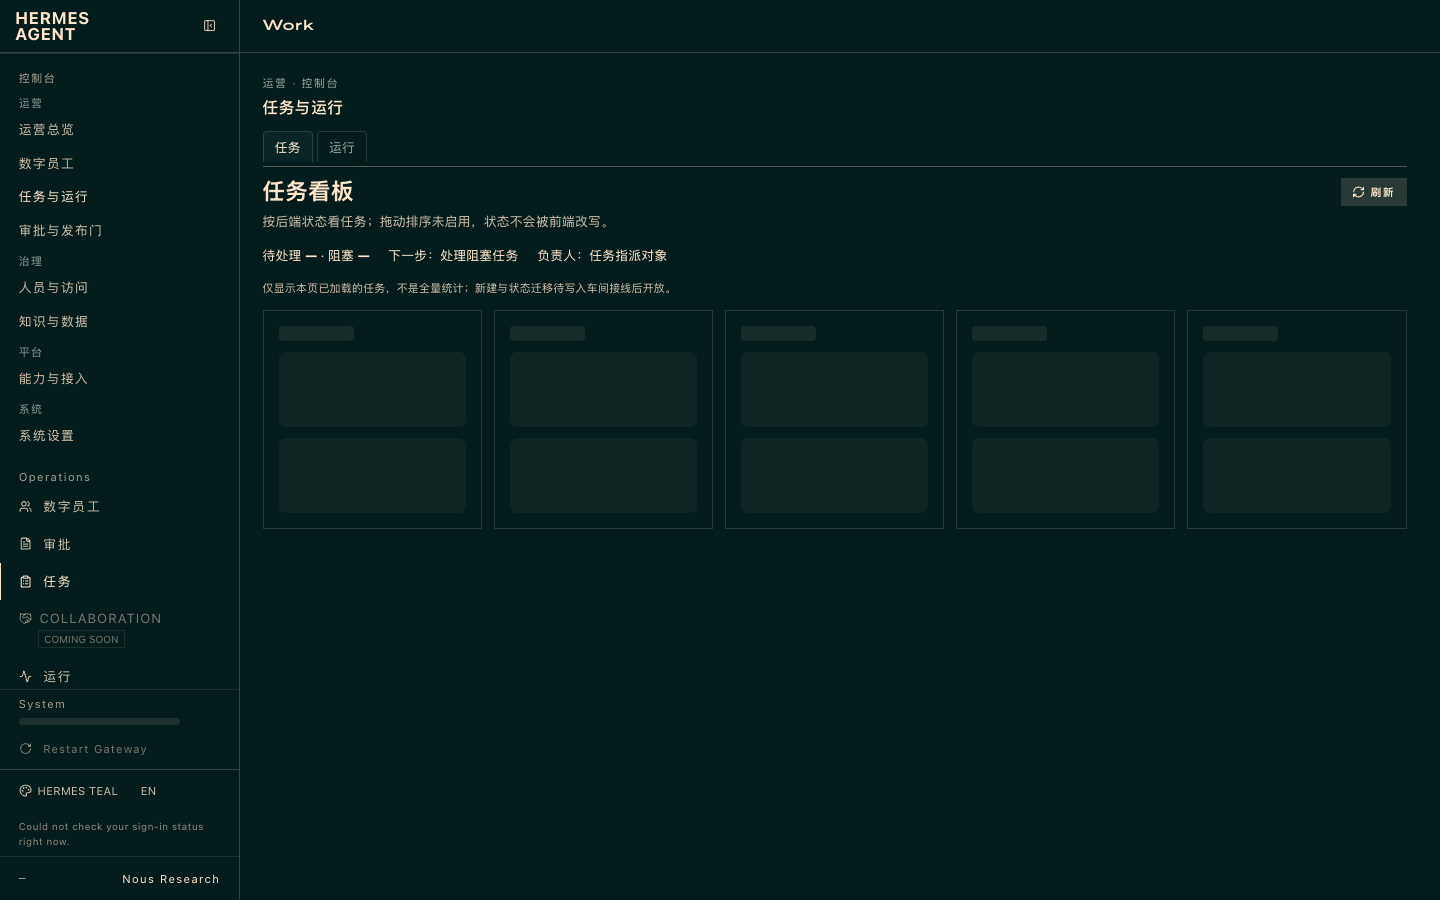 HERMES
AGENT
控制台
运营
运营总览
数字员工
任务与运行
审批与发布门
治理
人员与访问
知识与数据
平台
能力与接入
系统
系统设置
Operations
数字员工
审批
任务
COLLABORATION
COMING SOON
运行
System
Restart Gateway
HERMES TEAL EN
Could not check your sign-in status
right now.
— Nous Research
Work
运营 · 控制台
任务与运行
任务 运行
任务看板
刷新
按后端状态看任务；拖动排序未启用，状态不会被前端改写。
待处理 — · 阻塞 — 下一步：处理阻塞任务 负责人：任务指派对象
仅显示本页已加载的任务，不是全量统计；新建与状态迁移待写入车间接线后开放。